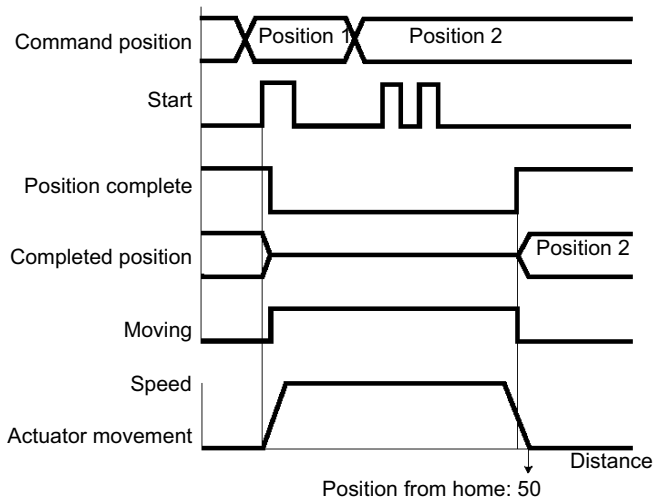 Command position
Position 1
Position 2
Start
Position complete
Completed position
Position 2
Moving
Speed
Actuator movement
Distance
Position from home: 50